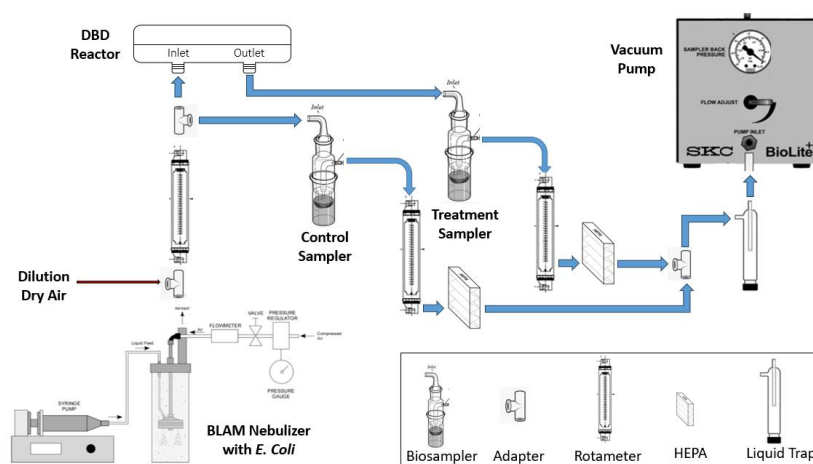 DBD
Reactor
Inlet
Outlet
Vacuum
Pump
SAMPLER BACK
PRESSURE
FLOW ADJUST
PUMP INLET
SKC
BioLite+
Inlet
Inlet
Control
Sampler
Treatment
Sampler
Dilution
Dry Air
Aerosol
Air
FLOWMETER
VALVE
PRESSURE
REGULATOR
Compressed
Air
Liquid Feed
PRESSURE
GAUGE
SYRINGE
PUMP
BLAM Nebulizer
with E. Coli
Inlet
Biosampler
Adapter
Rotameter
HEPA
Liquid Trap